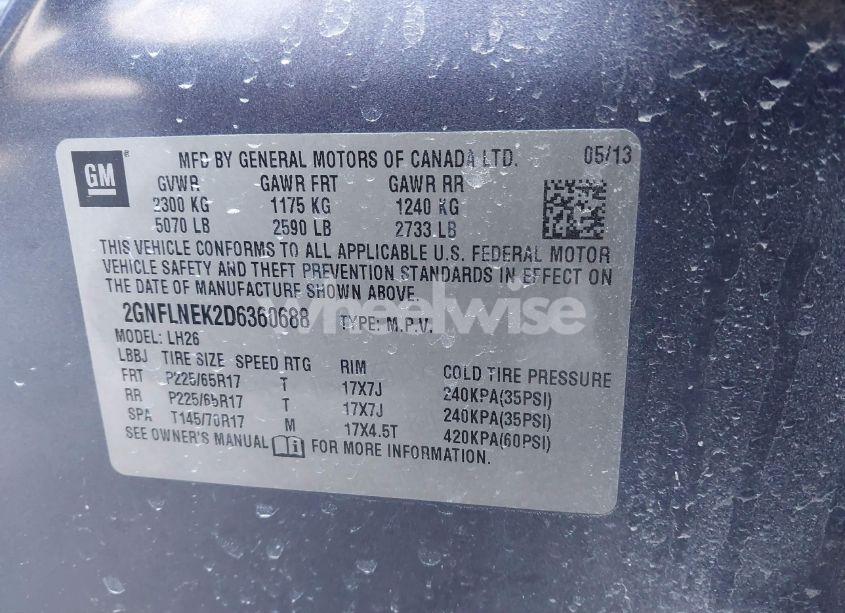 GM
MFD BY GENERAL MOTORS OF CANADA LTD. 05/13
GVWR GAWR FRT GAWR RR
2300 KG 1175 KG 1240 KG
5070 LB 2590 LB 2733 LB
THIS VEHICLE CONFORMS TO ALL APPLICABLE U.S. FEDERAL MOTOR
VEHICLE SAFETY AND THEFT PREVENTION STANDARDS IN EFFECT ON
THE DATE OF MANUFACTURE SHOWN ABOVE.
2GNFLNEK2D6360688 TYPE: M.P.V.
wheelwise
MODEL: LH26
LBBJ TIRE SIZE SPEED RTG RIM COLD TIRE PRESSURE
FRT P225/65R17 T 17X7J 240KPA(35PSI)
RR P225/65R17 T 17X7J 240KPA(35PSI)
SPA T145/70R17 M 17X4.5T 420KPA(60PSI)
SEE OWNER'S MANUAL FOR MORE INFORMATION.